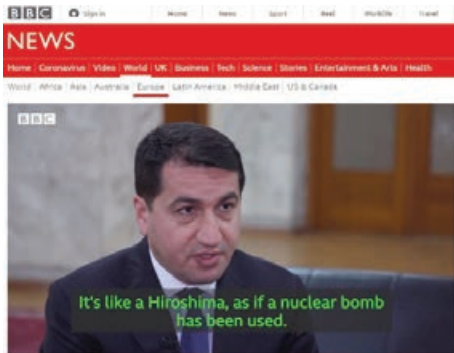 BBC Sign in Home News Sport Reel Worklife Travel
NEWS
Home Coronavirus Video World UK Business Tech Science Stories Entertainment & Arts Health
World Africa Asia Australia Europe Latin America Middle East US & Canada
BBC
It's like a Hiroshima, as if a nuclear bomb
has been used.